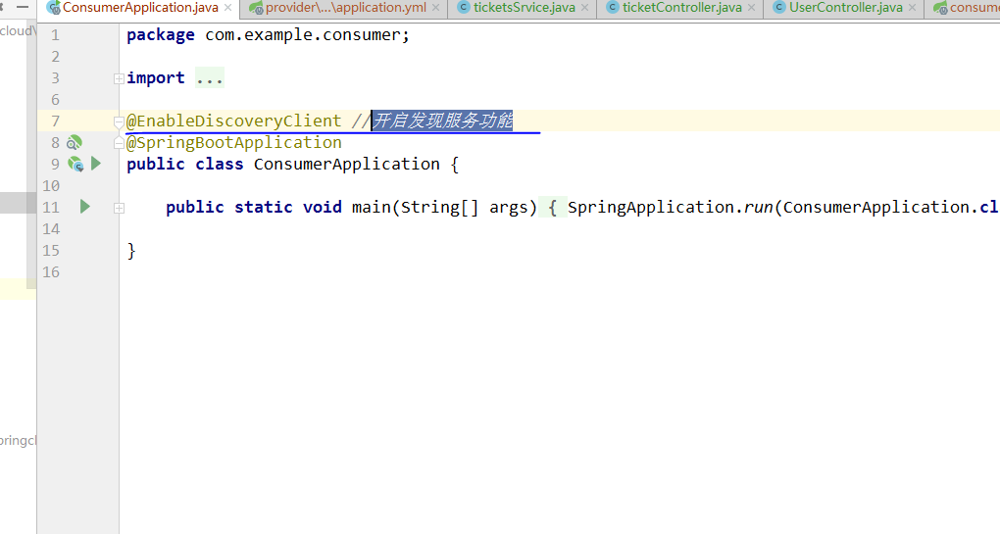 cloud\
ConsumerApplication.java
provider\...\application.yml
ticketsSrvice.java
ticketController.java
UserController.java
consume
1 package com.example.consumer;
2
3 import ...
6
7 @EnableDiscoveryClient //开启发现服务功能
8 @SpringBootApplication
9 public class ConsumerApplication {
10
11 public static void main(String[] args) { SpringApplication.run(ConsumerApplication.cl
14
15 }
16
pringcl